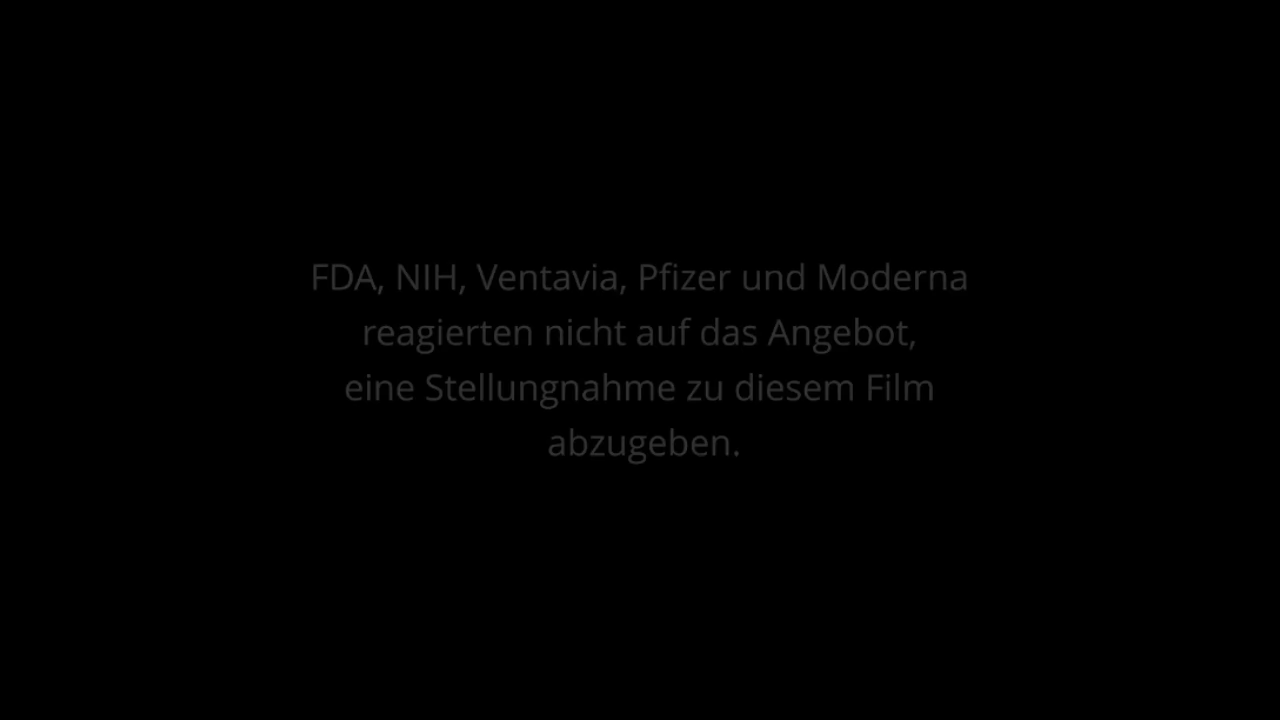 FDA, NIH, Ventavia, Pfizer und Moderna
reagierten nicht auf das Angebot,
eine Stellungnahme zu diesem Film
abzugeben.